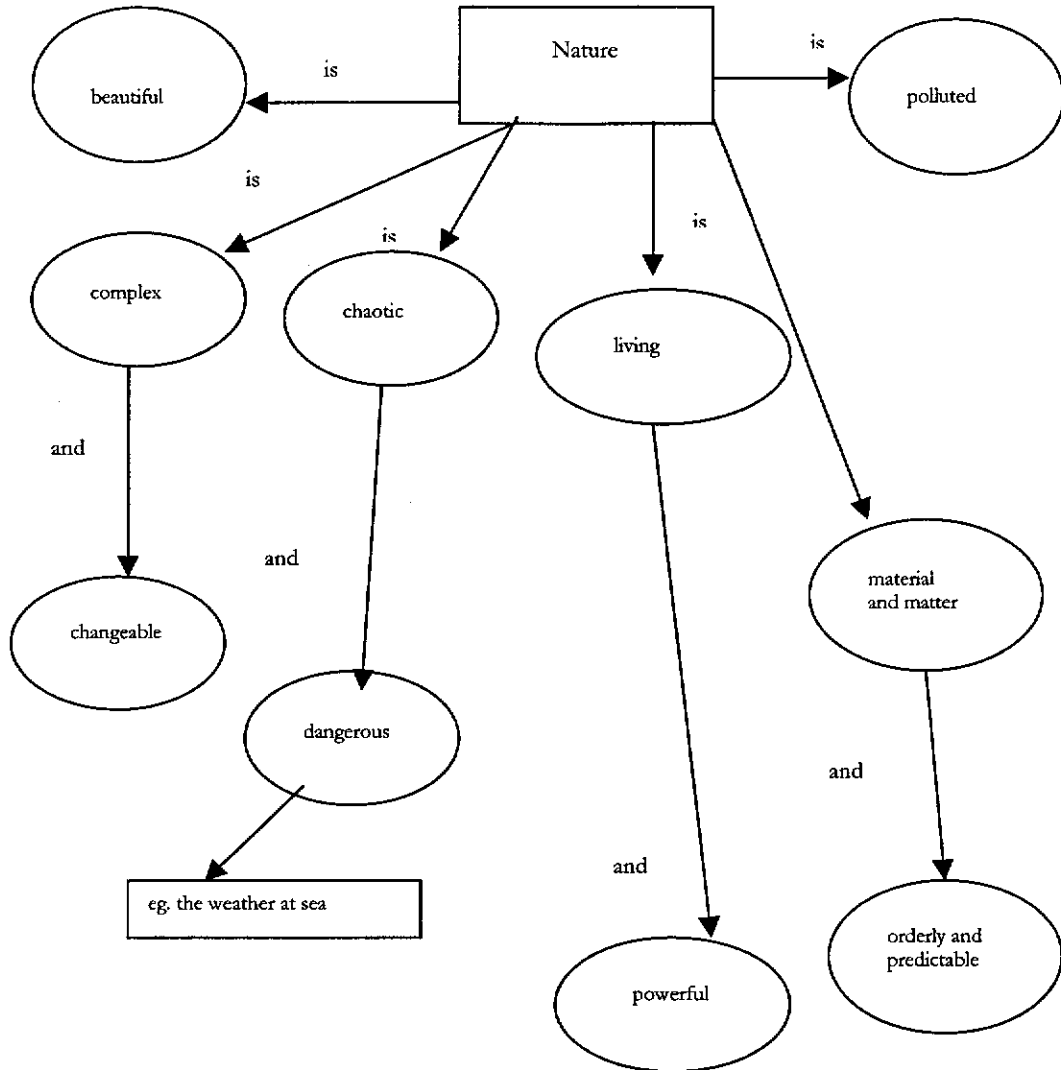 Nature
is
is
beautiful
polluted
is
is
is
complex
chaotic
living
and
and
material
and matter
changeable
dangerous
and
and
eg. the weather at sea
orderly and
predictable
powerful